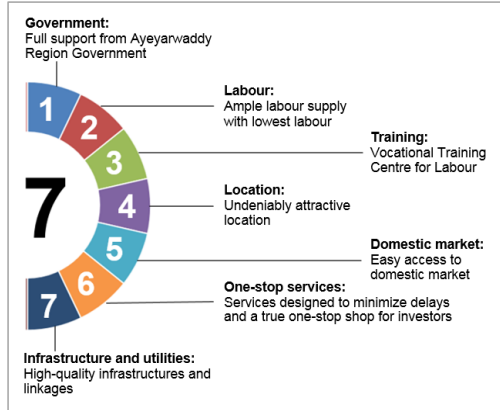 Government:
Full support from Ayeyarwaddy
Region Government
1
Labour:
Ample labour supply
with lowest labour
2
Training:
Vocational Training
Centre for Labour
3
Location:
Undeniably attractive
location
4
7
Domestic market:
Easy access to
domestic market
5
One-stop services:
Services designed to minimize delays
and a true one-stop shop for investors
6
7
Infrastructure and utilities:
High-quality infrastructures and
linkages